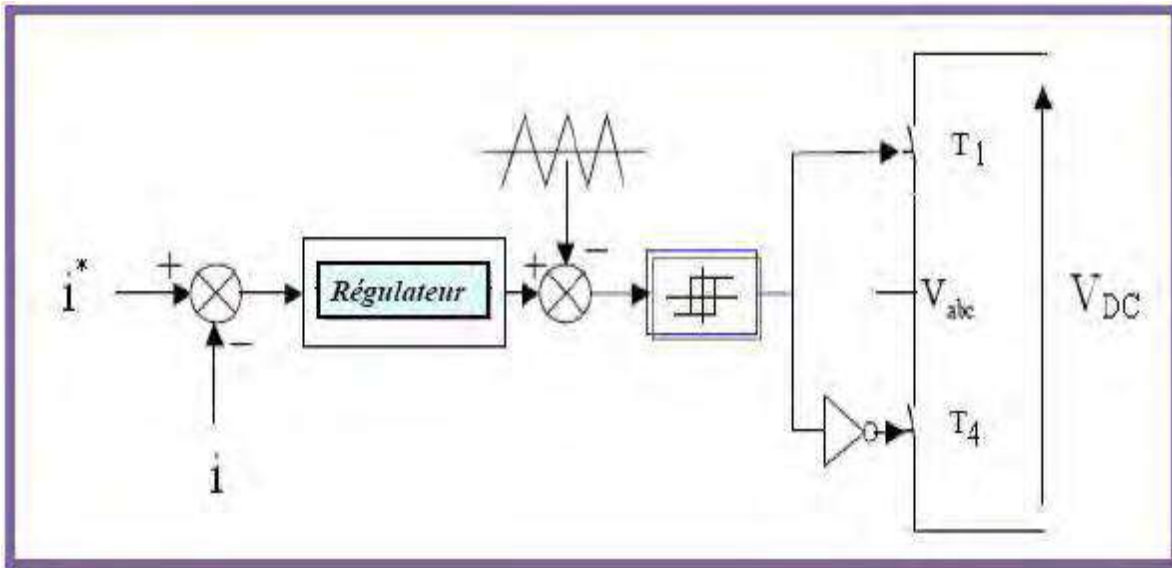 i*
+
−
i
Régulateur
+
−
T1
Vabc
T4
VDC